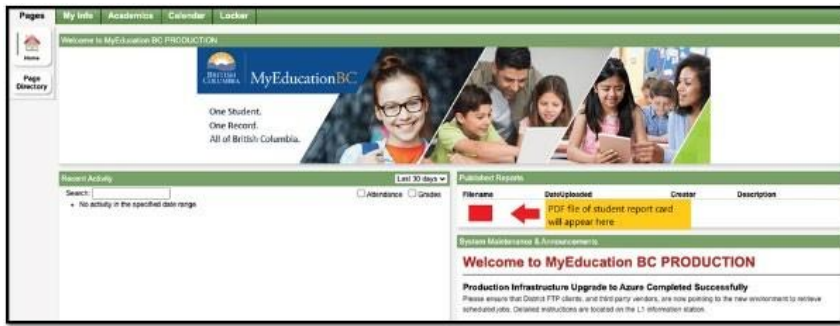 Pages My Info Academics Calendar Locker
Home
Page
Directory
Welcome to MyEducation BC PRODUCTION
BRITISH
COLUMBIA
MyEducationBC
One Student.
One Record.
All of British Columbia.
Recent Activity
Last 30 days
Search:
Attendance Grades
No activity in the specified date range
Published Reports
Filename DateUploaded Creator Description
PDF file of student report card
will appear here
System Maintenance & Announcements
Welcome to MyEducation BC PRODUCTION
Production Infrastructure Upgrade to Azure Completed Successfully
Please ensure that District FTP clients, and third party vendors, are now pointing to the new environment to retrieve
scheduled jobs. Detailed instructions are located on the L1 information station.